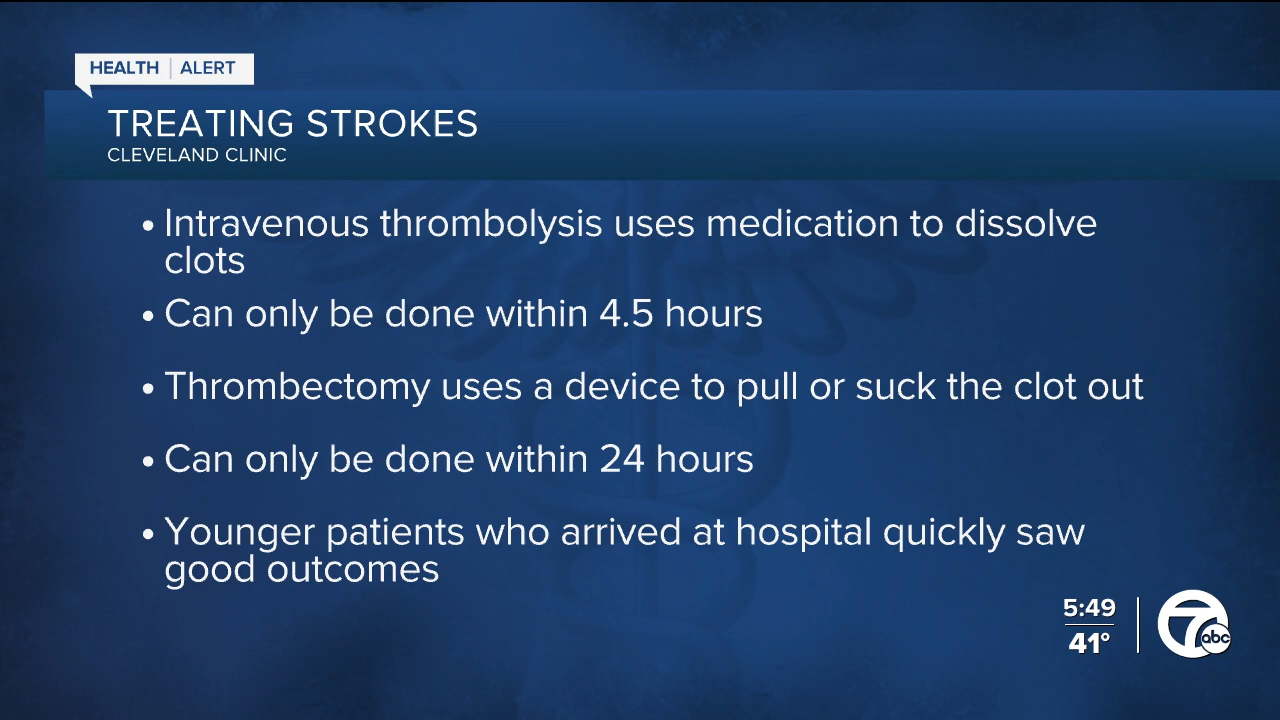 HEALTH | ALERT
TREATING STROKES
CLEVELAND CLINIC
• Intravenous thrombolysis uses medication to dissolve
clots
• Can only be done within 4.5 hours
• Thrombectomy uses a device to pull or suck the clot out
• Can only be done within 24 hours
• Younger patients who arrived at hospital quickly saw
good outcomes
5:49
41°
7 abc